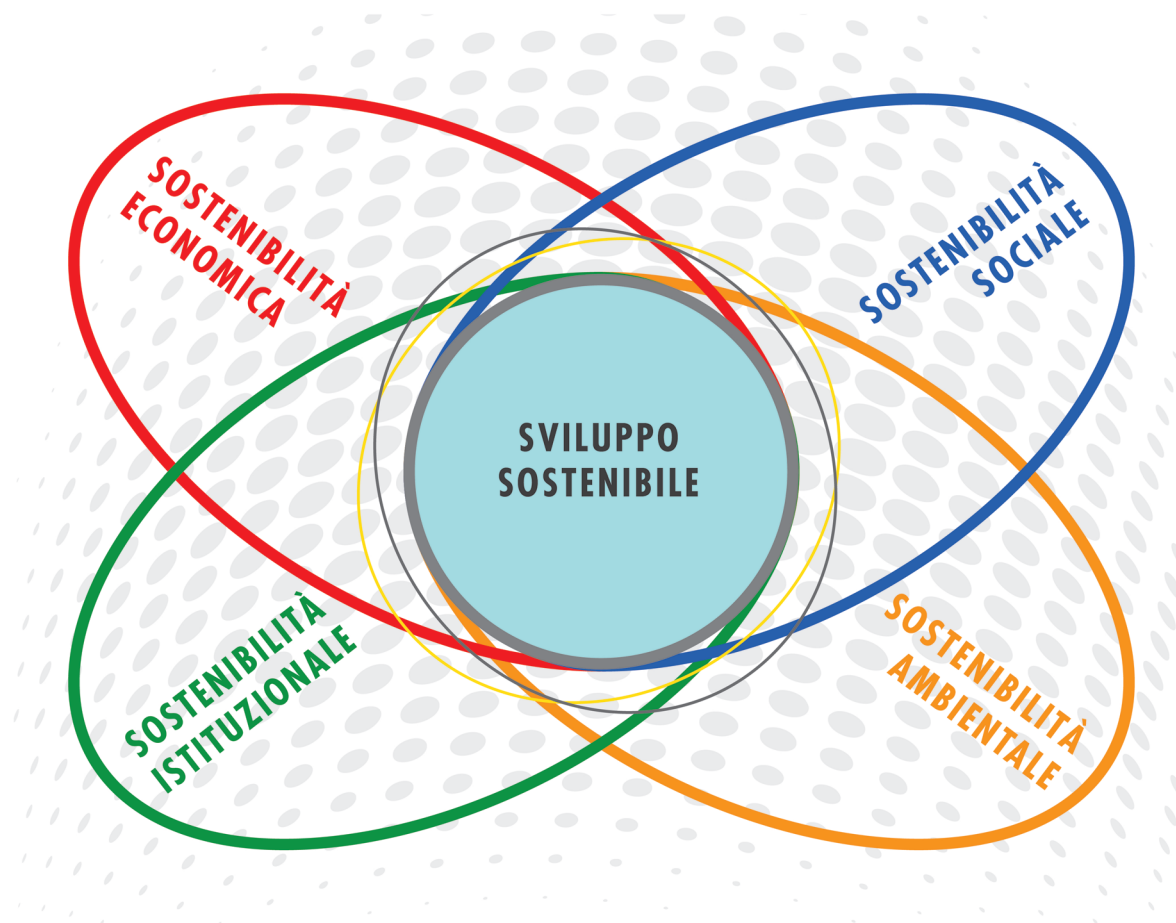 SOSTENIBILITÀ
ECONOMICA
SOSTENIBILITÀ
SOCIALE
SVILUPPO
SOSTENIBILE
SOSTENIBILITÀ
ISTITUZIONALE
SOSTENIBILITÀ
AMBIENTALE